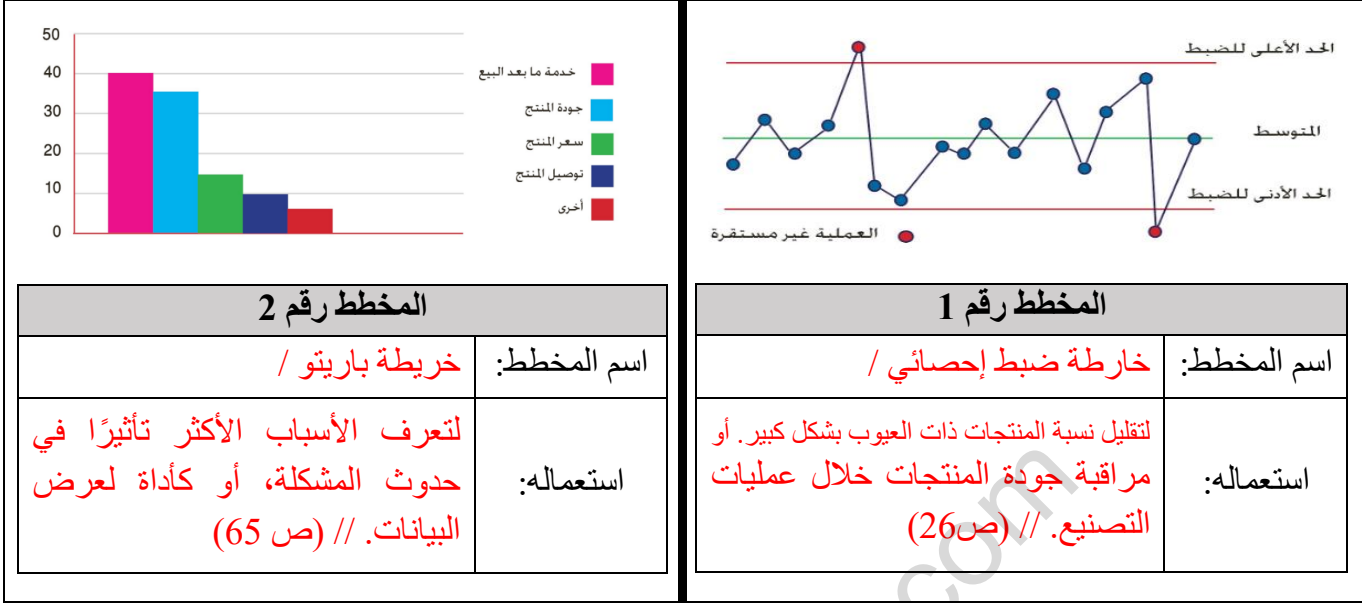 الحد الأعلى للضبط
المتوسط
الحد الأدنى للضبط
العملية غير مستقرة
المخطط رقم 1
اسم المخطط: خارطة ضبط إحصائي /
استعماله: لتقليل نسبة المنتجات ذات العيوب بشكل كبير. أو
مراقبة جودة المنتجات خلال عمليات
التصنيع. // (ص26)
50
40
30
20
10
0
خدمة ما بعد البيع
جودة المنتج
سعر المنتج
توصيل المنتج
أخرى
المخطط رقم 2
اسم المخطط: خريطة باريتو /
استعماله: لتعرف الأسباب الأكثر تأثيرًا في
حدوث المشكلة، أو كأداة لعرض
البيانات. // (ص 65)
com